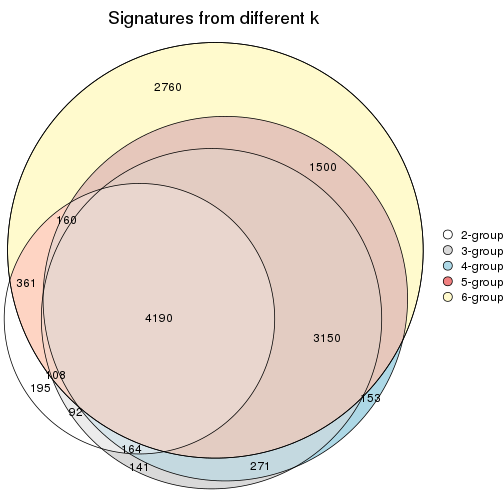 Signatures from different k
2760
1500
160
361
4190
3150
108
195
92
153
164
141
271
2-group
3-group
4-group
5-group
6-group